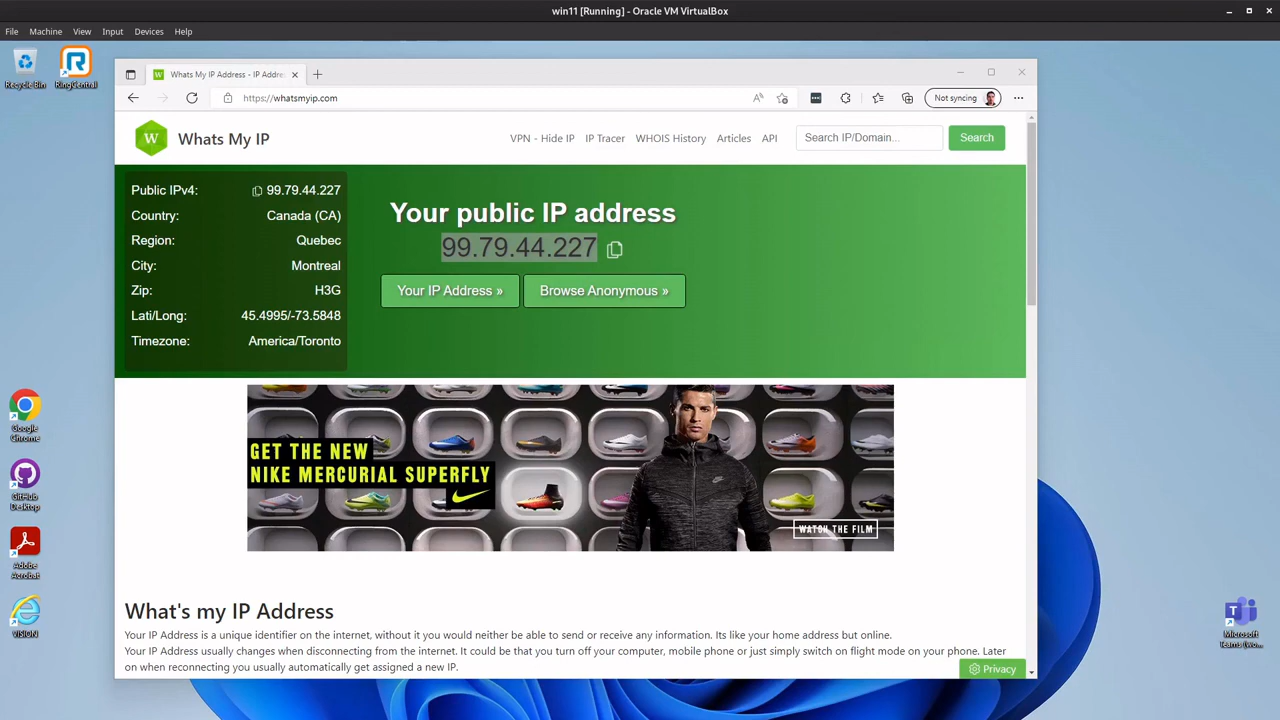 win11 [Running] - Oracle VM VirtualBox
File Machine View Input Devices Help
Recycle Bin
RingCentral
Whats My IP Address - IP Addre
https://whatsmyip.com
Not syncing
W
Whats My IP
VPN - Hide IP IP Tracer WHOIS History Articles API
Search IP/Domain...
Search
Public IPv4: 99.79.44.227
Country: Canada (CA)
Region: Quebec
City: Montreal
Zip: H3G
Lati/Long: 45.4995/-73.5848
Timezone: America/Toronto
Your public IP address
99.79.44.227
Your IP Address »
Browse Anonymous »
GET THE NEW
NIKE MERCURIAL SUPERFLY
WATCH THE FILM
Google
Chrome
GitHub
Desktop
Adobe
Acrobat
VISION
Microsoft
Teams (wo...
What's my IP Address
Your IP Address is a unique identifier on the internet, without it you would neither be able to send or receive any information. Its like your home address but online.
Your IP Address usually changes when disconnecting from the internet. It could be that you turn off your computer, mobile phone or just simply switch on flight mode on your phone. Later
on when reconnecting you usually automatically get assigned a new IP.
Privacy